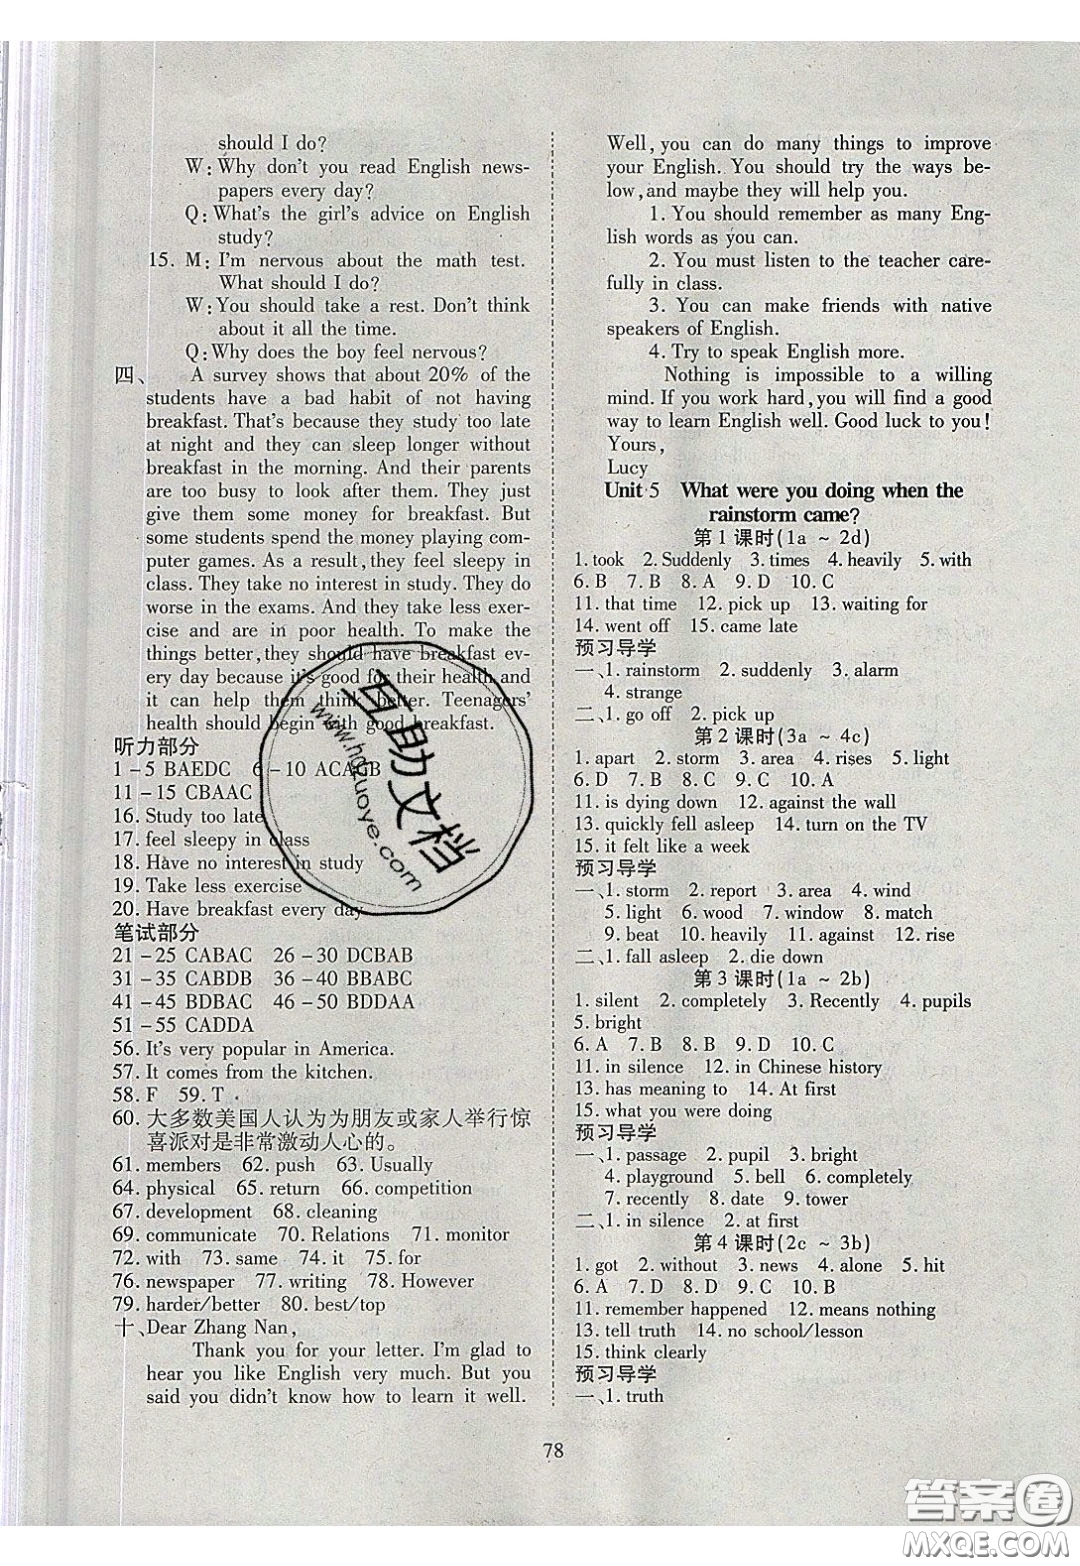 should I do?
W: Why don't you read English news-
papers every day?
Q: What's the girl's advice on English
study?
15. M: I'm nervous about the math test.
What should I do?
W: You should take a rest. Don't think
about it all the time.
Q: Why does the boy feel nervous?
四、 A survey shows that about 20% of the
students have a bad habit of not having
breakfast. That's because they study too late
at night and they can sleep longer without
breakfast in the morning. And their parents
are too busy to look after them. They just
give them some money for breakfast. But
some students spend the money playing com-
puter games. As a result, they feel sleepy in
class. They take no interest in study. They do
worse in the exams. And they take less exer-
cise and are in poor health. To make the
things better, they should have breakfast ev-
ery day because it's good for their health and
it can help them think better. Teenagers'
health should begin with good breakfast.
听力部分
1-5 BAEDC 6-10 ACAGB
11-15 CBAAC
16. Study too late
17. feel sleepy in class
18. Have no interest in study
19. Take less exercise
20. Have breakfast every day
笔试部分
21-25 CABAC 26-30 DCBAB
31-35 CABDB 36-40 BBABC
41-45 BDBAC 46-50 BDDAA
51-55 CADDA
56. It's very popular in America.
57. It comes from the kitchen.
58. F 59. T
60. 大多数美国人认为为朋友或家人举行惊
喜派对是非常激动人心的。
61. members 62. push 63. Usually
64. physical 65. return 66. competition
67. development 68. cleaning
69. communicate 70. Relations 71. monitor
72. with 73. same 74. it 75. for
76. newspaper 77. writing 78. However
79. harder/better 80. best/top
十、Dear Zhang Nan,
Thank you for your letter. I'm glad to
hear you like English very much. But you
said you didn't know how to learn it well.
Well, you can do many things to improve
your English. You should try the ways be-
low, and maybe they will help you.
1. You should remember as many Eng-
lish words as you can.
2. You must listen to the teacher care-
fully in class.
3. You can make friends with native
speakers of English.
4. Try to speak English more.
Nothing is impossible to a willing
mind. If you work hard, you will find a good
way to learn English well. Good luck to you!
Yours,
Lucy
Unit 5 What were you doing when the
rainstorm came?
第1课时(1a ~ 2d)
1. took 2. Suddenly 3. times 4. heavily 5. with
6. B 7. B 8. A 9. D 10. C
11. that time 12. pick up 13. waiting for
14. went off 15. came late
预习导学
一、1. rainstorm 2. suddenly 3. alarm
4. strange
二、1. go off 2. pick up
第2课时(3a ~ 4c)
1. apart 2. storm 3. area 4. rises 5. light
6. D 7. B 8. C 9. D 10. A
11. is dying down 12. against the wall
13. quickly fell asleep 14. turn on the TV
15. it felt like a week
预习导学
一、1. storm 2. report 3. area 4. wind
5. light 6. wood 7. window 8. match
9. beat 10. heavily 11. against 12. rise
二、1. fall asleep 2. die down
第3课时(1a ~ 2b)
1. silent 2. completely 3. Recently 4. pupils
5. bright
6. A 7. B 8. B 9. D 10. C
11. in silence 12. in Chinese history
13. has meaning to 14. At first
15. what you were doing
预习导学
一、1. passage 2. pupil 3. bright
4. playground 5. bell 6. completely
7. recently 8. date 9. tower
二、1. in silence 2. at first
第4课时(2c ~ 3b)
1. got 2. without 3. news 4. alone 5. hit
6. A 7. D 8. D 9. C 10. B
11. remember happened 12. means nothing
13. tell truth 14. no school/lesson
15. think clearly
预习导学
一、1. truth
78
互助文档
www.hdzuoye.com
答案圈
MXQE.COM